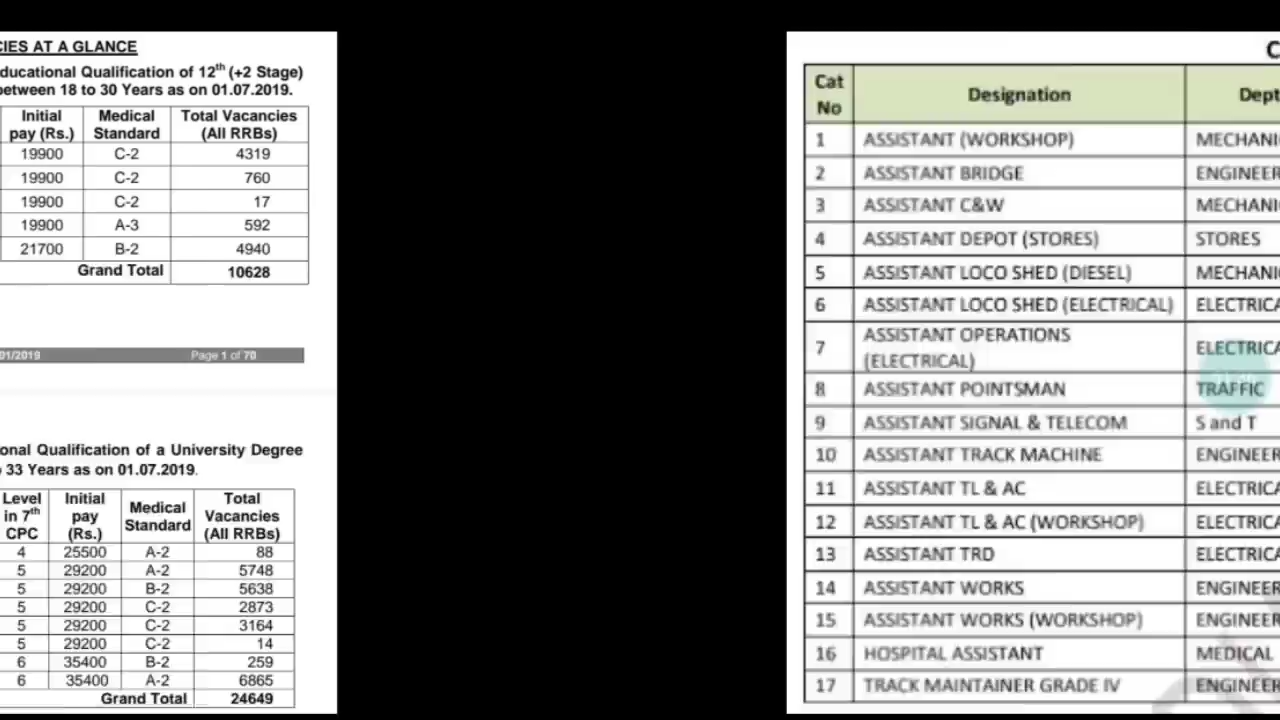 CIES AT A GLANCE
ducational Qualification of 12th (+2 Stage)
between 18 to 30 Years as on 01.07.2019.
Initial pay (Rs.) Medical Standard Total Vacancies (All RRBs)
19900 C-2 4319
19900 C-2 760
19900 C-2 17
19900 A-3 592
21700 B-2 4940
Grand Total 10628
01/2019 Page 1 of 70
onal Qualification of a University Degree
33 Years as on 01.07.2019.
Level in 7th CPC Initial pay (Rs.) Medical Standard Total Vacancies (All RRBs)
4 25500 A-2 88
5 29200 A-2 5748
5 29200 B-2 5638
5 29200 C-2 2873
5 29200 C-2 3164
5 29200 C-2 14
6 35400 B-2 259
6 35400 A-2 6865
Grand Total 24649
C
Cat No Designation Dept
1 ASSISTANT (WORKSHOP) MECHANI
2 ASSISTANT BRIDGE ENGINEER
3 ASSISTANT C&W MECHANI
4 ASSISTANT DEPOT (STORES) STORES
5 ASSISTANT LOCO SHED (DIESEL) MECHANI
6 ASSISTANT LOCO SHED (ELECTRICAL) ELECTRICA
7 ASSISTANT OPERATIONS (ELECTRICAL) ELECTRICA
8 ASSISTANT POINTSMAN TRAFFIC
9 ASSISTANT SIGNAL & TELECOM S and T
10 ASSISTANT TRACK MACHINE ENGINEER
11 ASSISTANT TL & AC ELECTRICA
12 ASSISTANT TL & AC (WORKSHOP) ELECTRICA
13 ASSISTANT TRD ELECTRICA
14 ASSISTANT WORKS ENGINEER
15 ASSISTANT WORKS (WORKSHOP) ENGINEER
16 HOSPITAL ASSISTANT MEDICAL
17 TRACK MAINTAINER GRADE IV ENGINEER